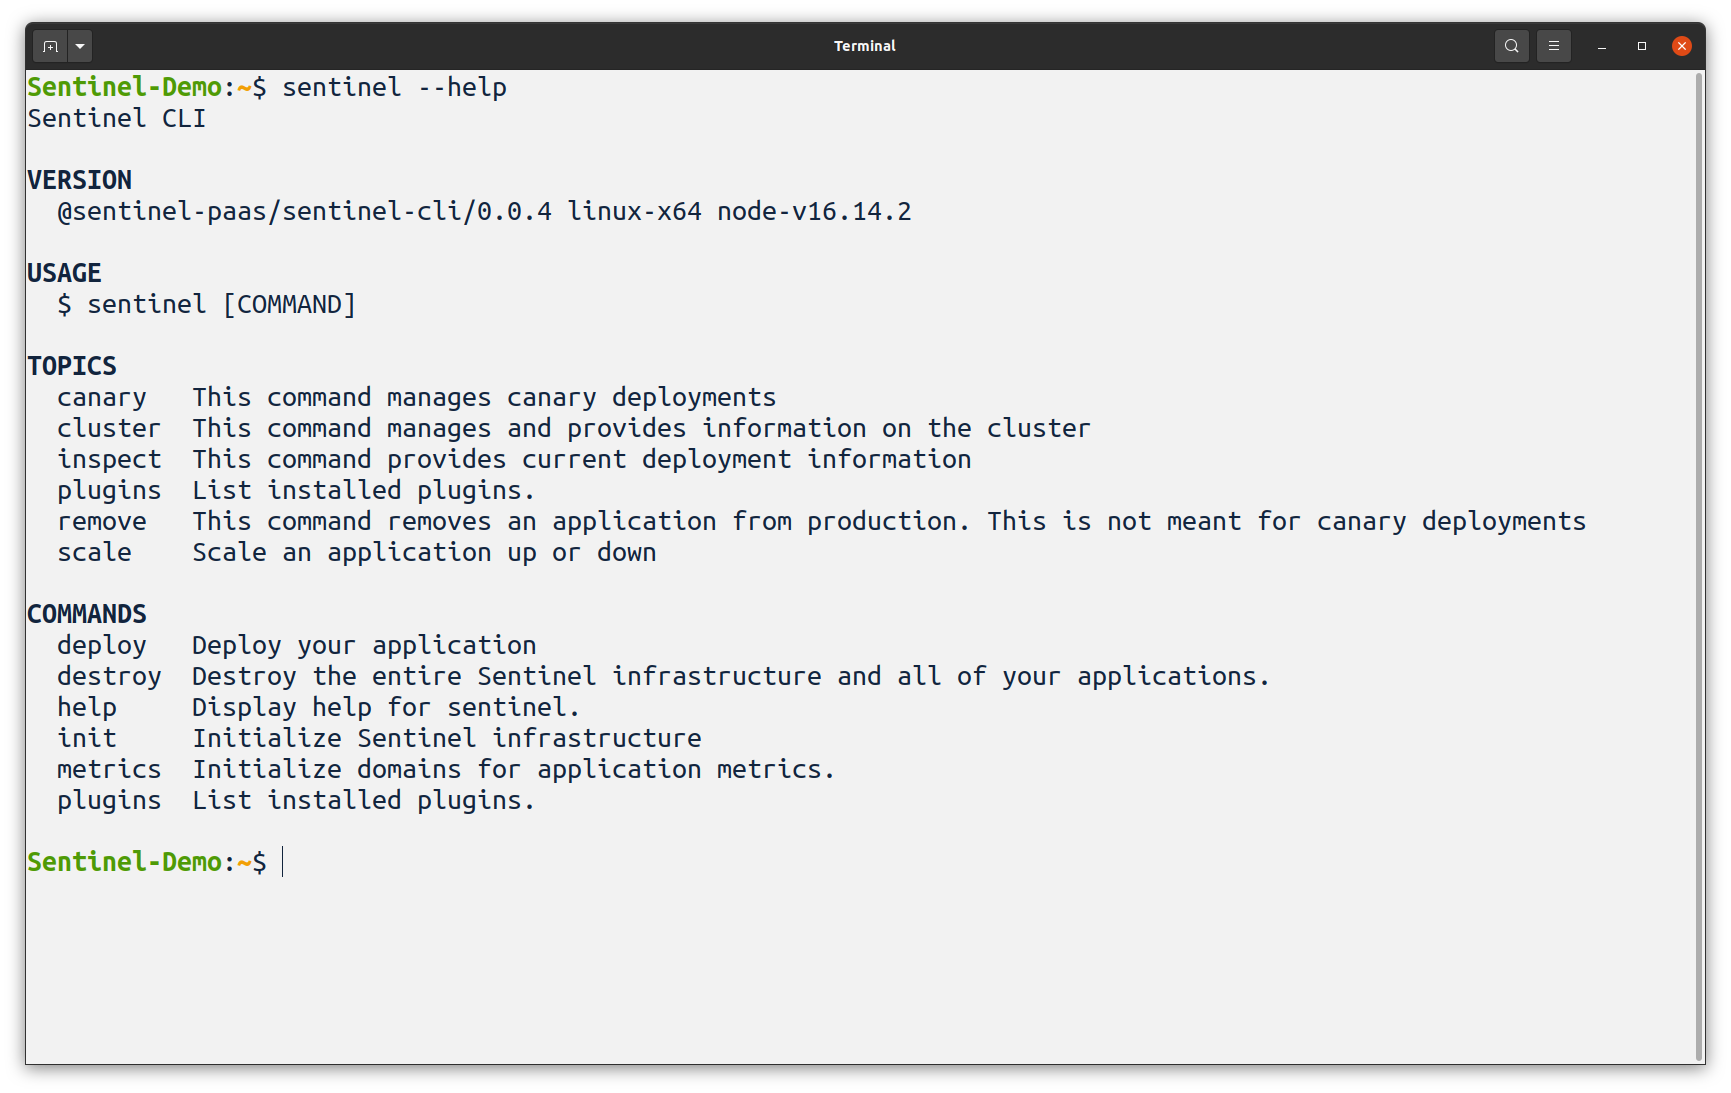 Terminal
Sentinel-Demo:~$ sentinel --help
Sentinel CLI
VERSION
@sentinel-paas/sentinel-cli/0.0.4 linux-x64 node-v16.14.2
USAGE
$ sentinel [COMMAND]
TOPICS
canary   This command manages canary deployments
cluster  This command manages and provides information on the cluster
inspect  This command provides current deployment information
plugins  List installed plugins.
remove   This command removes an application from production. This is not meant for canary deployments
scale    Scale an application up or down
COMMANDS
deploy   Deploy your application
destroy  Destroy the entire Sentinel infrastructure and all of your applications.
help     Display help for sentinel.
init     Initialize Sentinel infrastructure
metrics  Initialize domains for application metrics.
plugins  List installed plugins.
Sentinel-Demo:~$